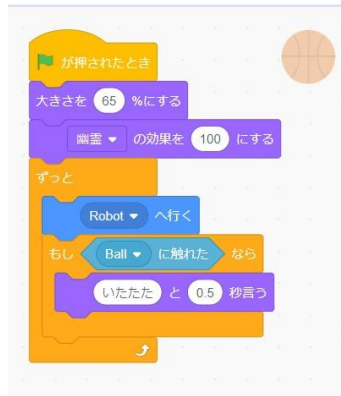 が押されたとき
大きさを 65 %にする
幽霊 の効果を 100 にする
ずっと
Robot へ行く
もし Ball に触れた なら
いたたた と 0.5 秒言う